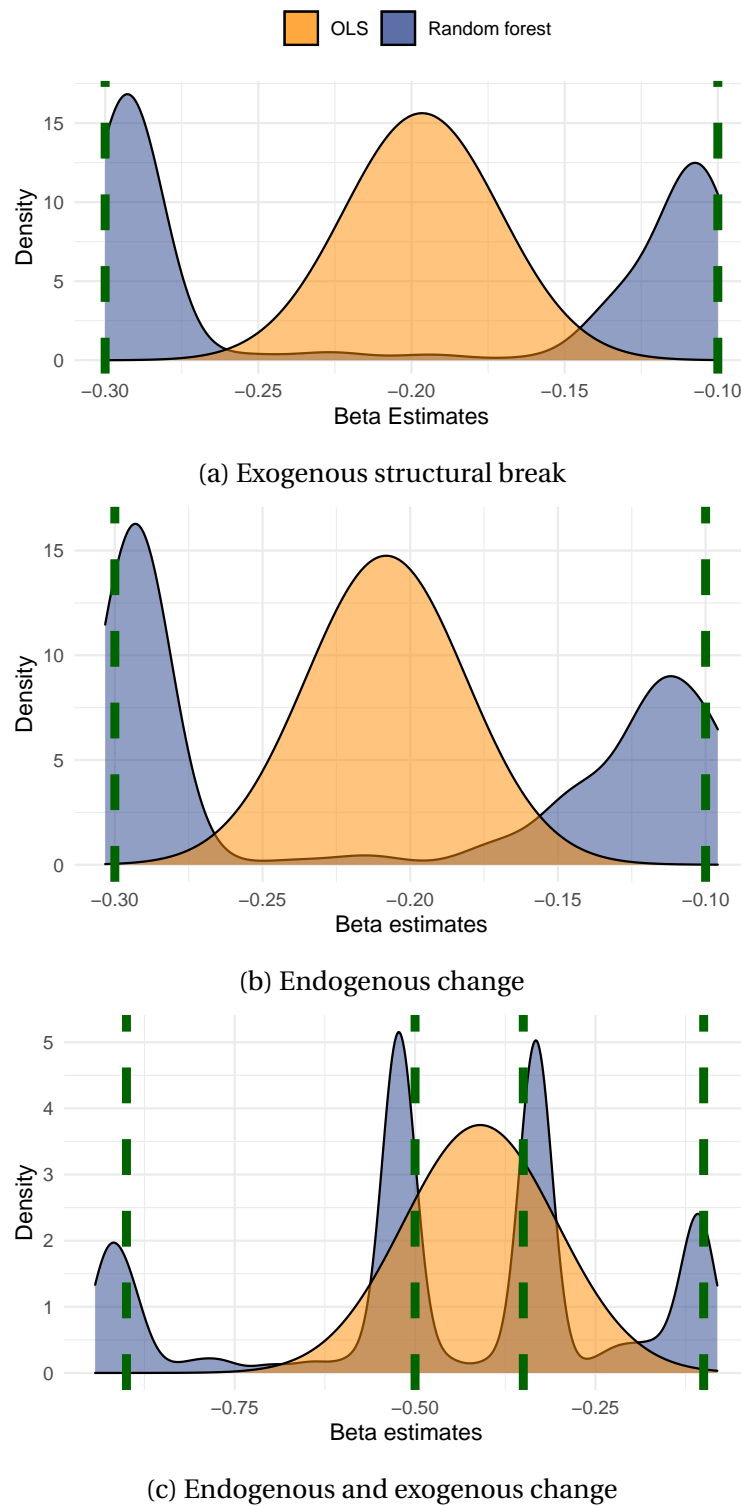 OLS Random forest
15
10
5
0
Density
−0.30 −0.25 −0.20 −0.15 −0.10
Beta Estimates
(a) Exogenous structural break
15
10
5
0
Density
−0.30 −0.25 −0.20 −0.15 −0.10
Beta estimates
(b) Endogenous change
5
4
3
2
1
0
Density
−0.75 −0.50 −0.25
Beta estimates
(c) Endogenous and exogenous change